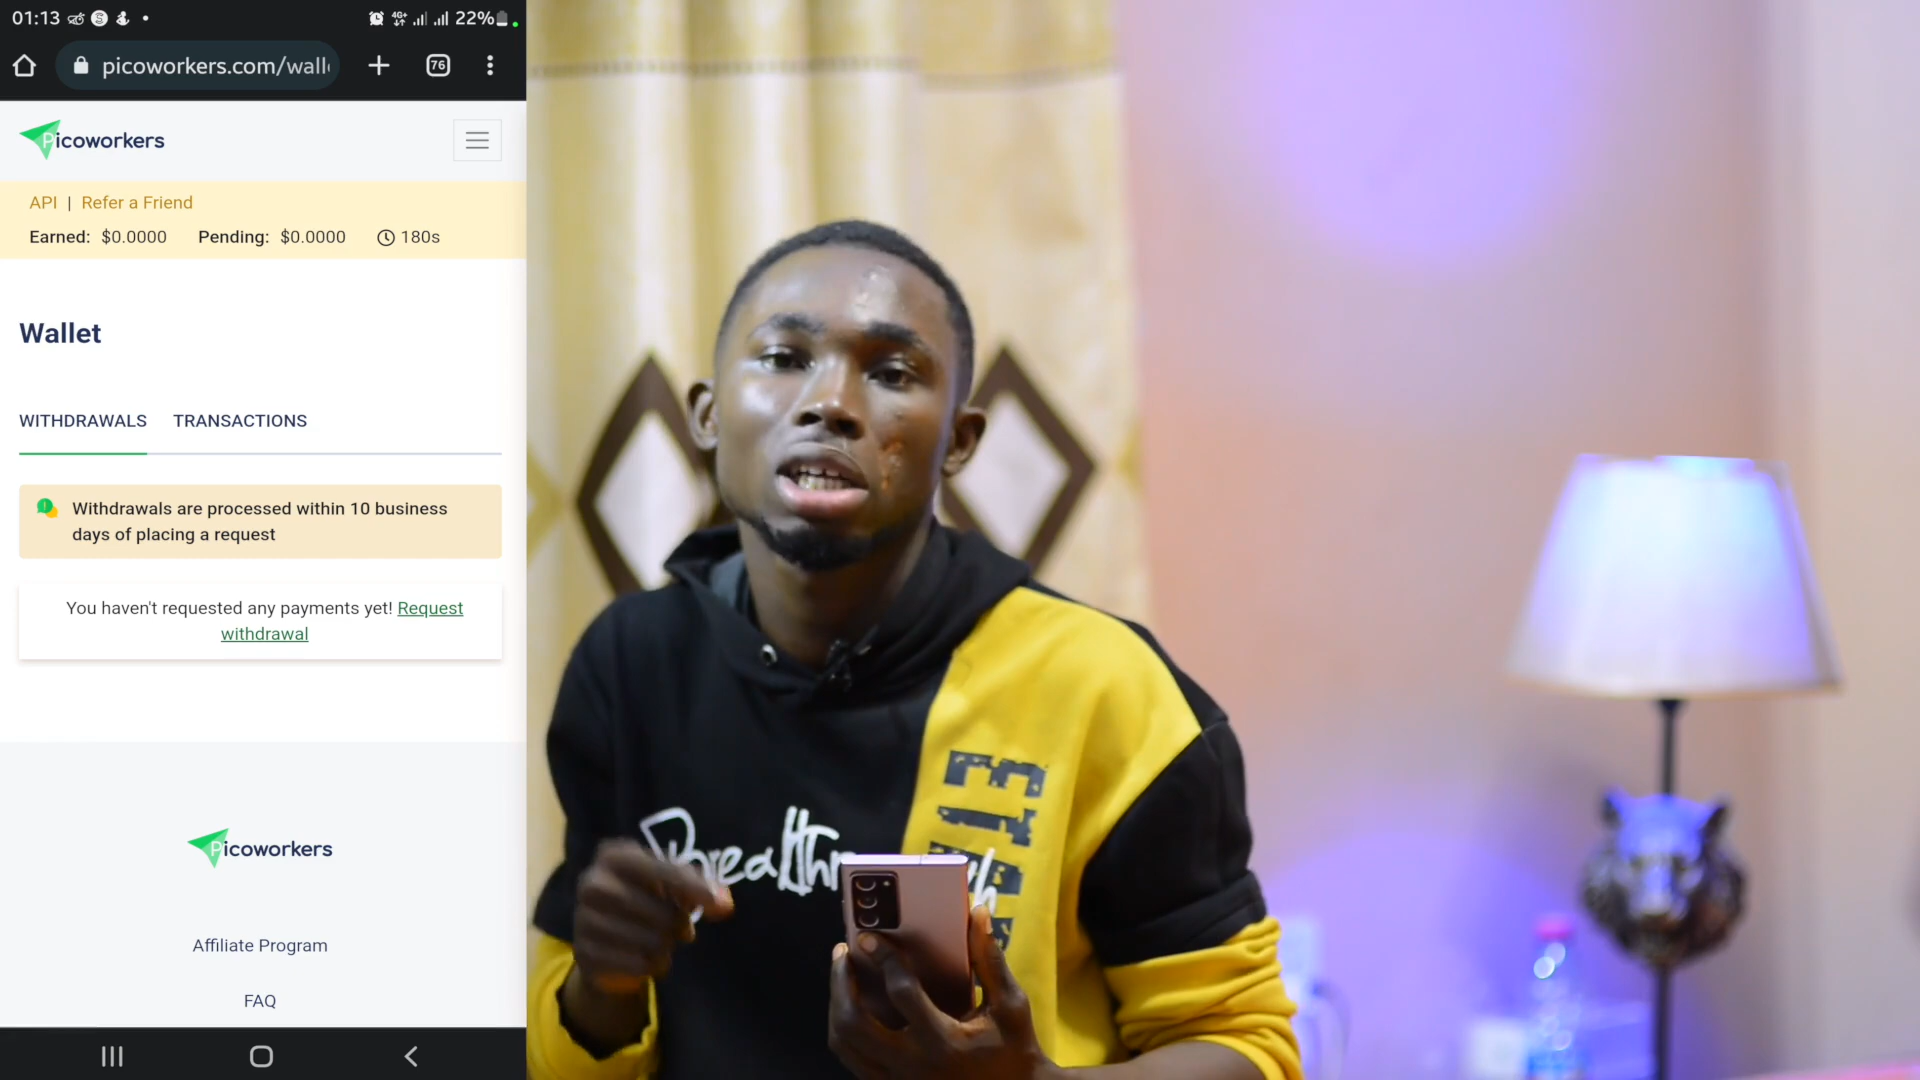 01:13
4G+
22%
picoworkers.com/wall
76
Picoworkers
API | Refer a Friend
Earned: $0.0000 Pending: $0.0000 180s
Wallet
WITHDRAWALS TRANSACTIONS
Withdrawals are processed within 10 business
days of placing a request
You haven't requested any payments yet! Request
withdrawal
Picoworkers
Affiliate Program
FAQ